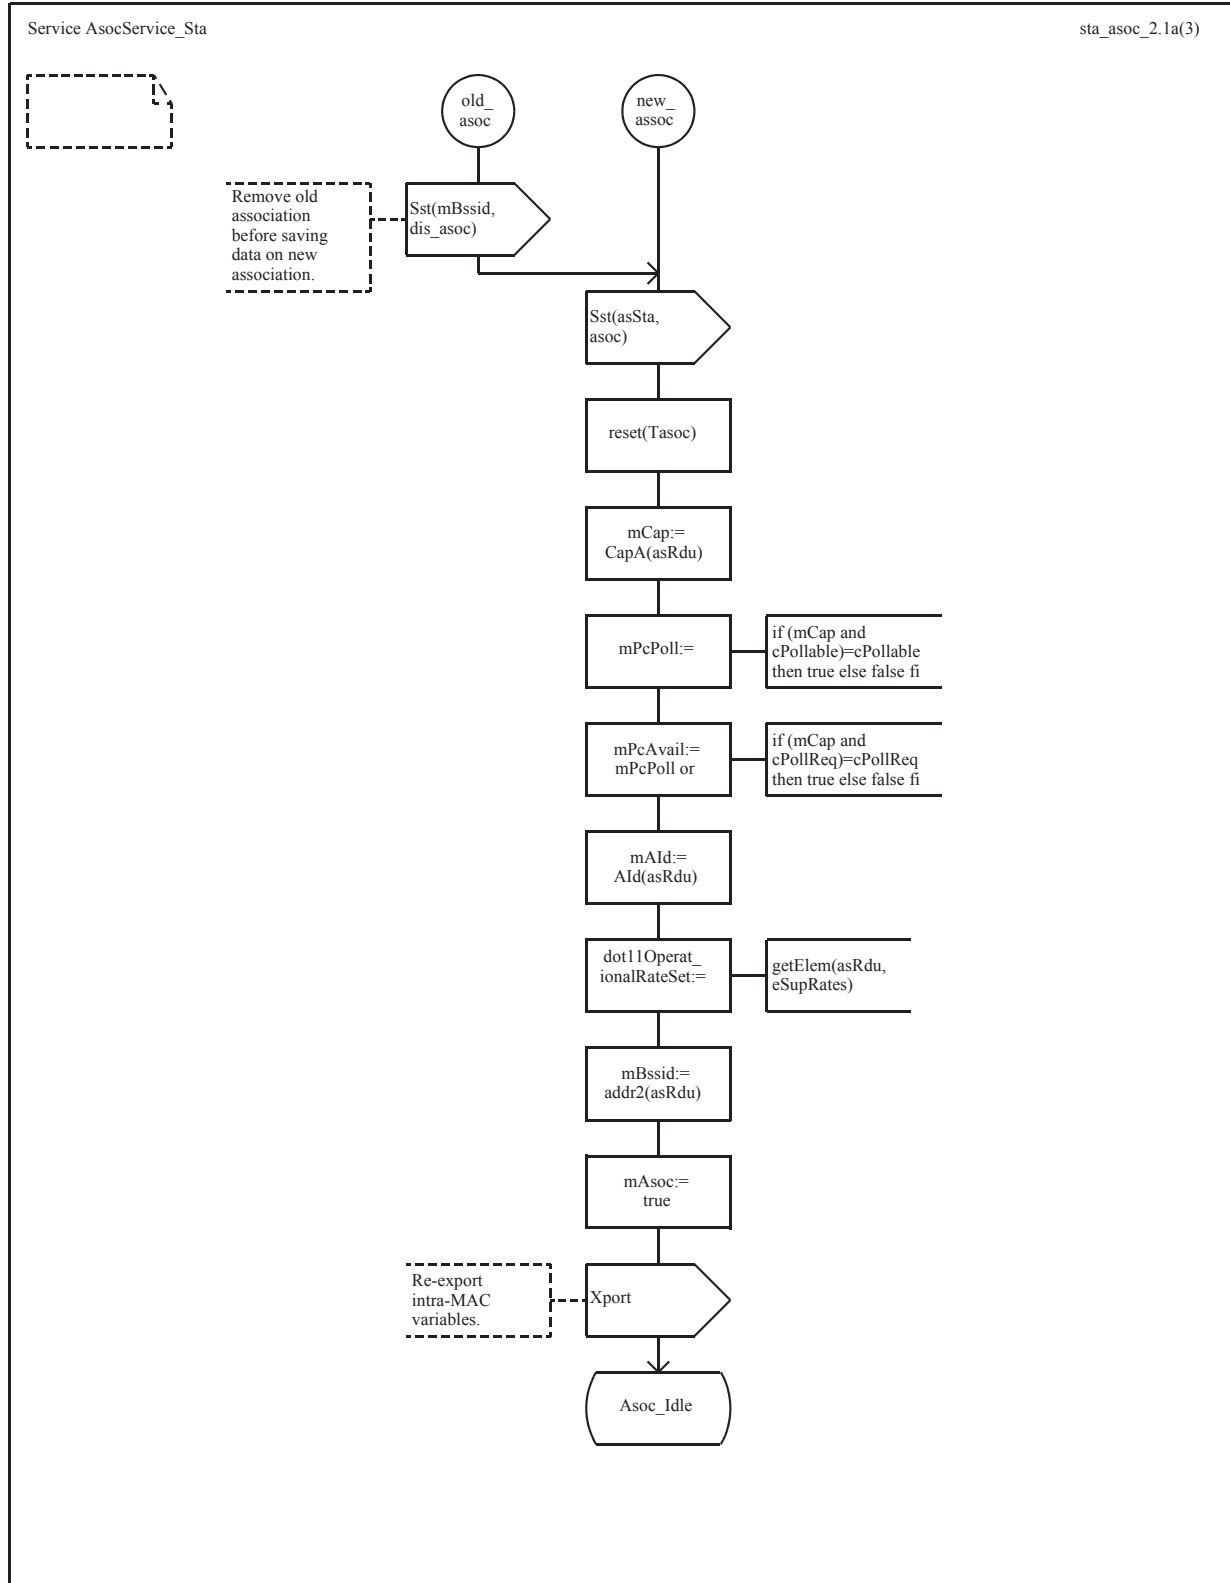 Service AsocService_Sta
sta_asoc_2.1a(3)
old_
asoc
new_
assoc
Remove old
association
before saving
data on new
association.
Sst(mBssid,
dis_asoc)
Sst(asSta,
asoc)
reset(Tasoc)
mCap:=
CapA(asRdu)
mPcPoll:=
if (mCap and
cPollable)=cPollable
then true else false fi
mPcAvail:=
mPcPoll or
if (mCap and
cPollReq)=cPollReq
then true else false fi
mAId:=
AId(asRdu)
dot11Operat_
ionalRateSet:=
getElem(asRdu,
eSupRates)
mBssid:=
addr2(asRdu)
mAsoc:=
true
Re-export
intra-MAC
variables.
Xport
Asoc_Idle